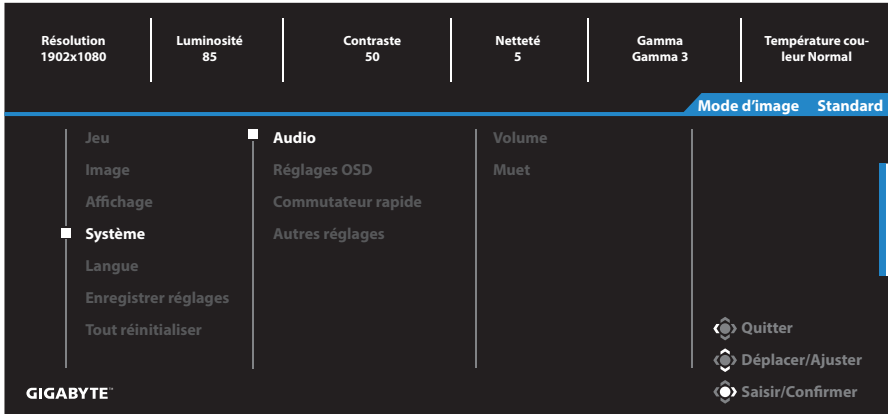 Résolution
1902x1080
Luminosité
85
Contraste
50
Netteté
5
Gamma
Gamma 3
Température cou-
leur Normal
Mode d'image Standard
Jeu
Image
Affichage
Système
Langue
Enregistrer réglages
Tout réinitialiser
Audio
Réglages OSD
Commutateur rapide
Autres réglages
Volume
Muet
Quitter
Déplacer/Ajuster
Saisir/Confirmer
GIGABYTE™